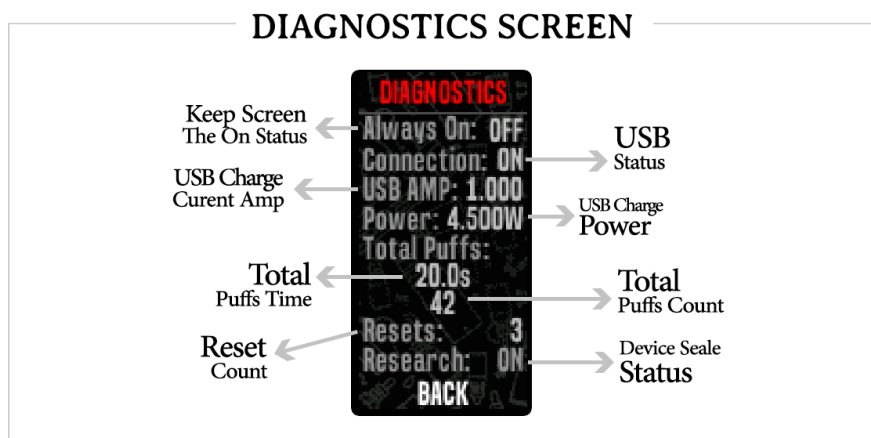 DIAGNOSTICS SCREEN
DIAGNOSTICS
Keep Screen
The On Status
Always On: OFF
Connection: ON
USB
Status
USB Charge
Curent Amp
USB AMP: 1.000
Power: 4.500W
USB Charge
Power
Total Puffs:
20.0s
42
Total
Puffs Time
Total
Puffs Count
Resets: 3
Reset
Count
Research: ON
Device Seale
Status
BACK